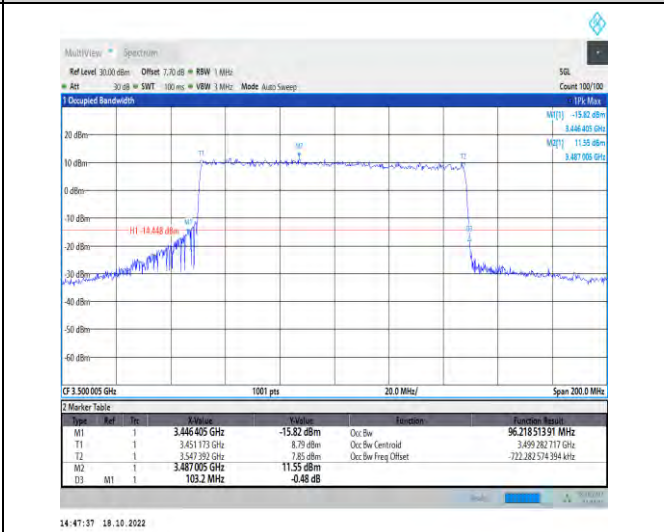 MultiView Spectrum
Ref Level 30.00 dBm Offset 7.70 dB RBW 1 MHz SGL
Att 30 dB SWT 100 ms VBW 3 MHz Mode Auto Sweep Count 100/100
1 Occupied Bandwidth 1Pk Max
M1[1] -15.82 dBm
3.446 405 GHz
M2[1] 11.55 dBm
3.487 005 GHz
20 dBm
T1 M2 T2
10 dBm
0 dBm
-10 dBm
M1
H1 -14.448 dBm
-20 dBm
-30 dBm
-40 dBm
-50 dBm
-60 dBm
CF 3.500 005 GHz 1001 pts 20.0 MHz/ Span 200.0 MHz
2 Marker Table
Type Ref Trc X-Value Y-Value Function Function Result
M1 1 3.446 405 GHz -15.82 dBm Occ Bw 96.218 513 91 MHz
T1 1 3.451 173 GHz 8.79 dBm Occ Bw Centroid 3.499 282 717 GHz
T2 1 3.547 392 GHz 7.85 dBm Occ Bw Freq Offset -722.282 574 394 kHz
M2 1 3.487 005 GHz 11.55 dBm
D3 M1 1 103.2 MHz -0.48 dB
14:47:37 18.10.2022